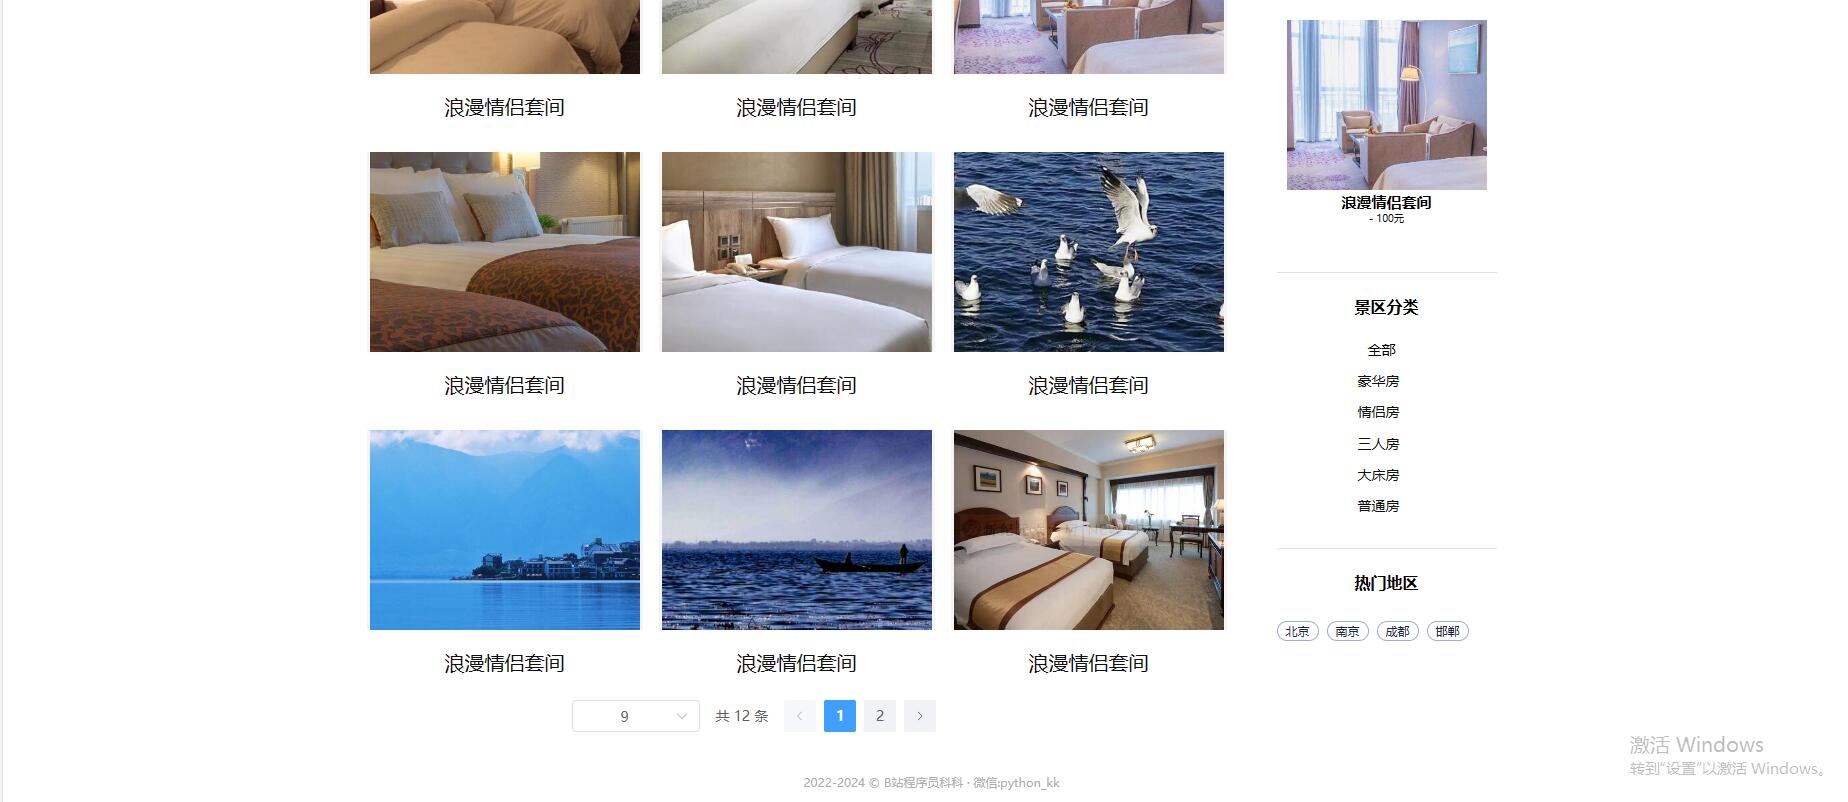 浪漫情侣套间
浪漫情侣套间
浪漫情侣套间
浪漫情侣套间
浪漫情侣套间
浪漫情侣套间
浪漫情侣套间
浪漫情侣套间
浪漫情侣套间
9
共 12 条
1
2
浪漫情侣套间
- 100元
景区分类
全部
豪华房
情侣房
三人房
大床房
普通房
热门地区
北京 南京 成都 邯郸
2022-2024 © B站程序员科科 · 微信:python_kk
激活 Windows
转到"设置"以激活 Windows。